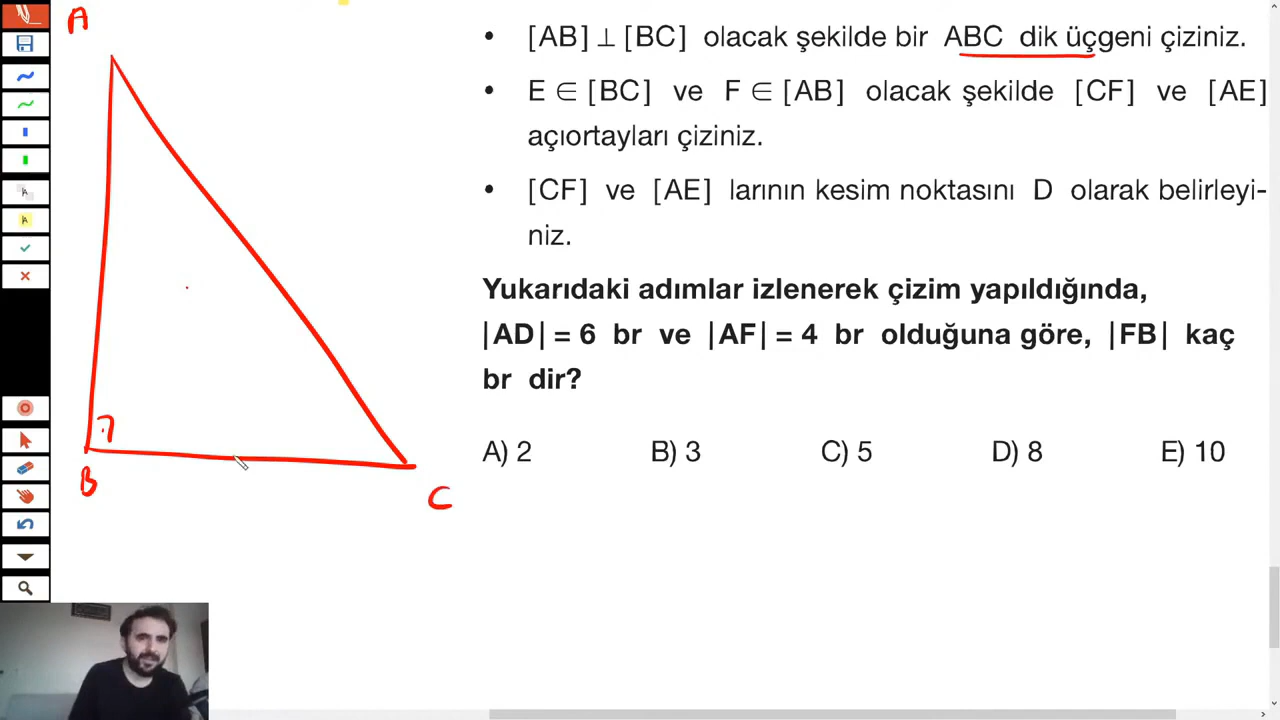 A
• [AB] ⊥ [BC] olacak şekilde bir ABC dik üçgeni çiziniz.
• E ∈ [BC] ve F ∈ [AB] olacak şekilde [CF] ve [AE]
açıortayları çiziniz.
• [CF] ve [AE] larının kesim noktasını D olarak belirleyi-
niz.
Yukarıdaki adımlar izlenerek çizim yapıldığında,
|AD| = 6 br ve |AF| = 4 br olduğuna göre, |FB| kaç
br dir?
A) 2 B) 3 C) 5 D) 8 E) 10
B
C